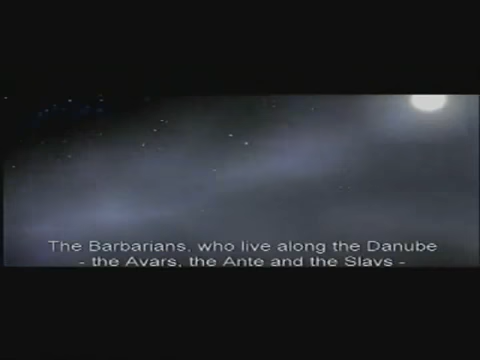 The Barbarians, who live along the Danube
- the Avars, the Ante and the Slavs -